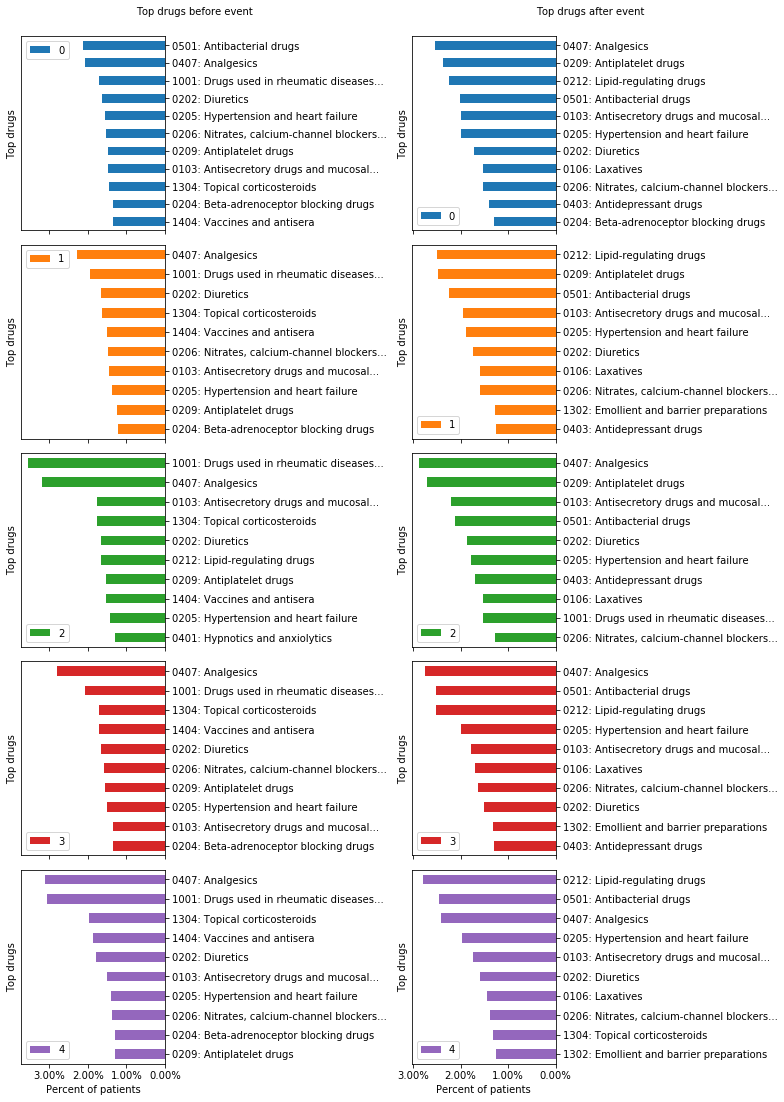 Top drugs before event
Top drugs after event
0
Top drugs
0501: Antibacterial drugs
0407: Analgesics
1001: Drugs used in rheumatic diseases...
0202: Diuretics
0205: Hypertension and heart failure
0206: Nitrates, calcium-channel blockers...
0209: Antiplatelet drugs
0103: Antisecretory drugs and mucosal...
1304: Topical corticosteroids
0204: Beta-adrenoceptor blocking drugs
1404: Vaccines and antisera
0
Top drugs
0407: Analgesics
0209: Antiplatelet drugs
0212: Lipid-regulating drugs
0501: Antibacterial drugs
0103: Antisecretory drugs and mucosal...
0205: Hypertension and heart failure
0202: Diuretics
0106: Laxatives
0206: Nitrates, calcium-channel blockers...
0403: Antidepressant drugs
0204: Beta-adrenoceptor blocking drugs
1
Top drugs
0407: Analgesics
1001: Drugs used in rheumatic diseases...
0202: Diuretics
1304: Topical corticosteroids
1404: Vaccines and antisera
0206: Nitrates, calcium-channel blockers...
0103: Antisecretory drugs and mucosal...
0205: Hypertension and heart failure
0209: Antiplatelet drugs
0204: Beta-adrenoceptor blocking drugs
1
Top drugs
0212: Lipid-regulating drugs
0209: Antiplatelet drugs
0501: Antibacterial drugs
0103: Antisecretory drugs and mucosal...
0205: Hypertension and heart failure
0202: Diuretics
0106: Laxatives
0206: Nitrates, calcium-channel blockers...
1302: Emollient and barrier preparations
0403: Antidepressant drugs
2
Top drugs
1001: Drugs used in rheumatic diseases...
0407: Analgesics
0103: Antisecretory drugs and mucosal...
1304: Topical corticosteroids
0202: Diuretics
0212: Lipid-regulating drugs
0209: Antiplatelet drugs
1404: Vaccines and antisera
0205: Hypertension and heart failure
0401: Hypnotics and anxiolytics
2
Top drugs
0407: Analgesics
0209: Antiplatelet drugs
0103: Antisecretory drugs and mucosal...
0501: Antibacterial drugs
0202: Diuretics
0205: Hypertension and heart failure
0403: Antidepressant drugs
0106: Laxatives
1001: Drugs used in rheumatic diseases...
0206: Nitrates, calcium-channel blockers...
3
Top drugs
0407: Analgesics
1001: Drugs used in rheumatic diseases...
1304: Topical corticosteroids
1404: Vaccines and antisera
0202: Diuretics
0206: Nitrates, calcium-channel blockers...
0209: Antiplatelet drugs
0205: Hypertension and heart failure
0103: Antisecretory drugs and mucosal...
0204: Beta-adrenoceptor blocking drugs
3
Top drugs
0407: Analgesics
0501: Antibacterial drugs
0212: Lipid-regulating drugs
0205: Hypertension and heart failure
0103: Antisecretory drugs and mucosal...
0106: Laxatives
0206: Nitrates, calcium-channel blockers...
0202: Diuretics
1302: Emollient and barrier preparations
0403: Antidepressant drugs
4
Top drugs
0407: Analgesics
1001: Drugs used in rheumatic diseases...
1304: Topical corticosteroids
1404: Vaccines and antisera
0202: Diuretics
0103: Antisecretory drugs and mucosal...
0205: Hypertension and heart failure
0206: Nitrates, calcium-channel blockers...
0204: Beta-adrenoceptor blocking drugs
0209: Antiplatelet drugs
3.00% 2.00% 1.00% 0.00%
Percent of patients
4
Top drugs
0212: Lipid-regulating drugs
0501: Antibacterial drugs
0407: Analgesics
0205: Hypertension and heart failure
0103: Antisecretory drugs and mucosal...
0202: Diuretics
0106: Laxatives
0206: Nitrates, calcium-channel blockers...
1304: Topical corticosteroids
1302: Emollient and barrier preparations
3.00% 2.00% 1.00% 0.00%
Percent of patients